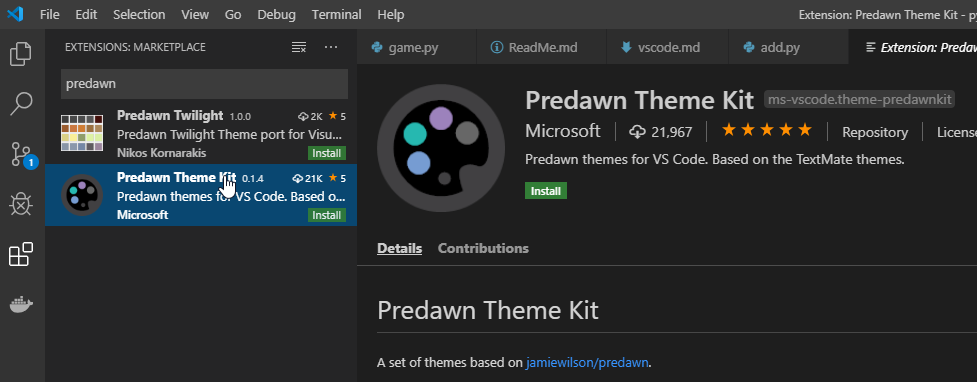 File Edit Selection View Go Debug Terminal Help
Extension: Predawn Theme Kit - py
EXTENSIONS: MARKETPLACE
game.py
ReadMe.md
vscode.md
add.py
Extension: Predaw
predawn
Predawn Twilight 1.0.0 2K ★ 5
Predawn Twilight Theme port for Visu...
Nikos Kornarakis Install
Predawn Theme Kit 0.1.4 21K ★ 5
Predawn themes for VS Code. Based o...
Microsoft Install
1
Predawn Theme Kit ms-vscode.theme-predawnkit
Microsoft 21,967 ★★★★★ Repository License
Predawn themes for VS Code. Based on the TextMate themes.
Install
Details Contributions
Predawn Theme Kit
A set of themes based on jamiewilson/predawn.